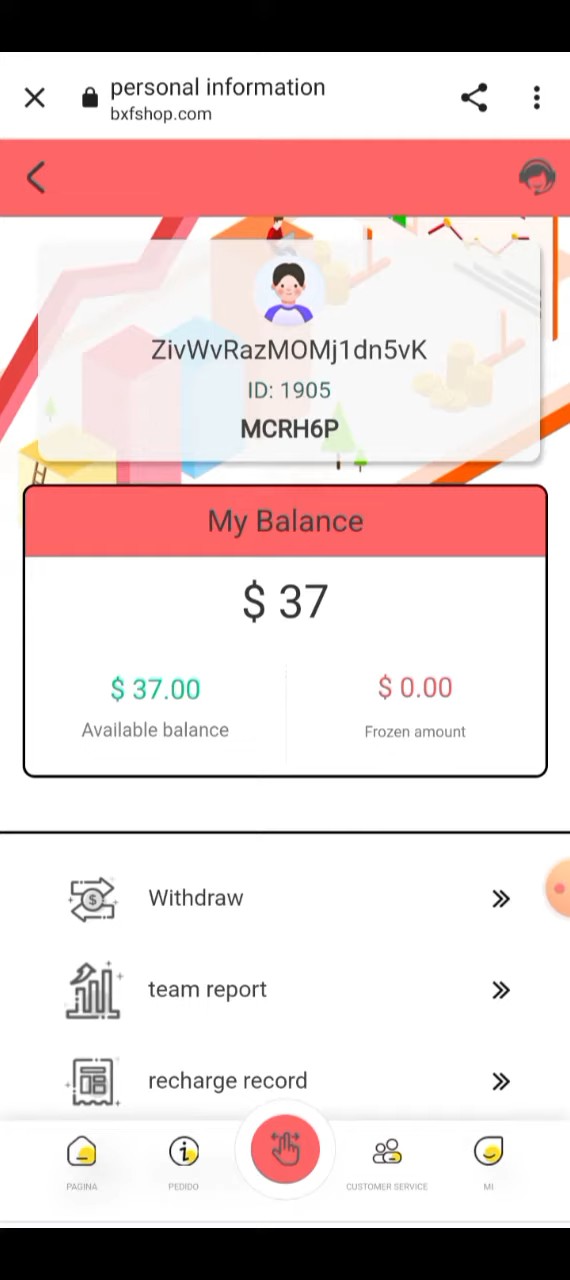 personal information
bxfshop.com
ZivWvRazMOMj1dn5vK
ID: 1905
MCRH6P
My Balance
$ 37
$ 37.00
$ 0.00
Available balance
Frozen amount
Withdraw
team report
recharge record
PAGINA
PEDIDO
CUSTOMER SERVICE
MI